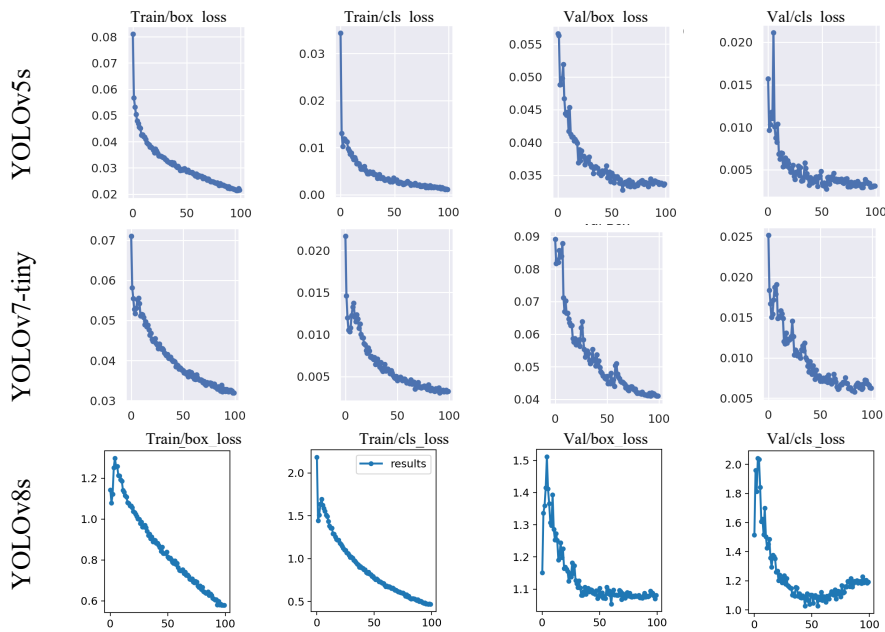 Train/box_loss Train/cls_loss Val/box_loss Val/cls_loss
YOLOv5s
0.08 0.07 0.06 0.05 0.04 0.03 0.02
0 50 100
0.03 0.02 0.01 0.00
0 50 100
0.055 0.050 0.045 0.040 0.035
0 50 100
0.020 0.015 0.010 0.005
0 50 100
YOLOv7-tiny
0.07 0.06 0.05 0.04 0.03
0 50 100
0.020 0.015 0.010 0.005
0 50 100
0.09 0.08 0.07 0.06 0.05 0.04
0 50 100
0.025 0.020 0.015 0.010 0.005
0 50 100
Train/box_loss Train/cls_loss Val/box_loss Val/cls_loss
YOLOv8s
1.2 1.0 0.8 0.6
0 50 100
results
2.0 1.5 1.0 0.5
0 50 100
1.5 1.4 1.3 1.2 1.1
0 50 100
2.0 1.8 1.6 1.4 1.2 1.0
0 50 100